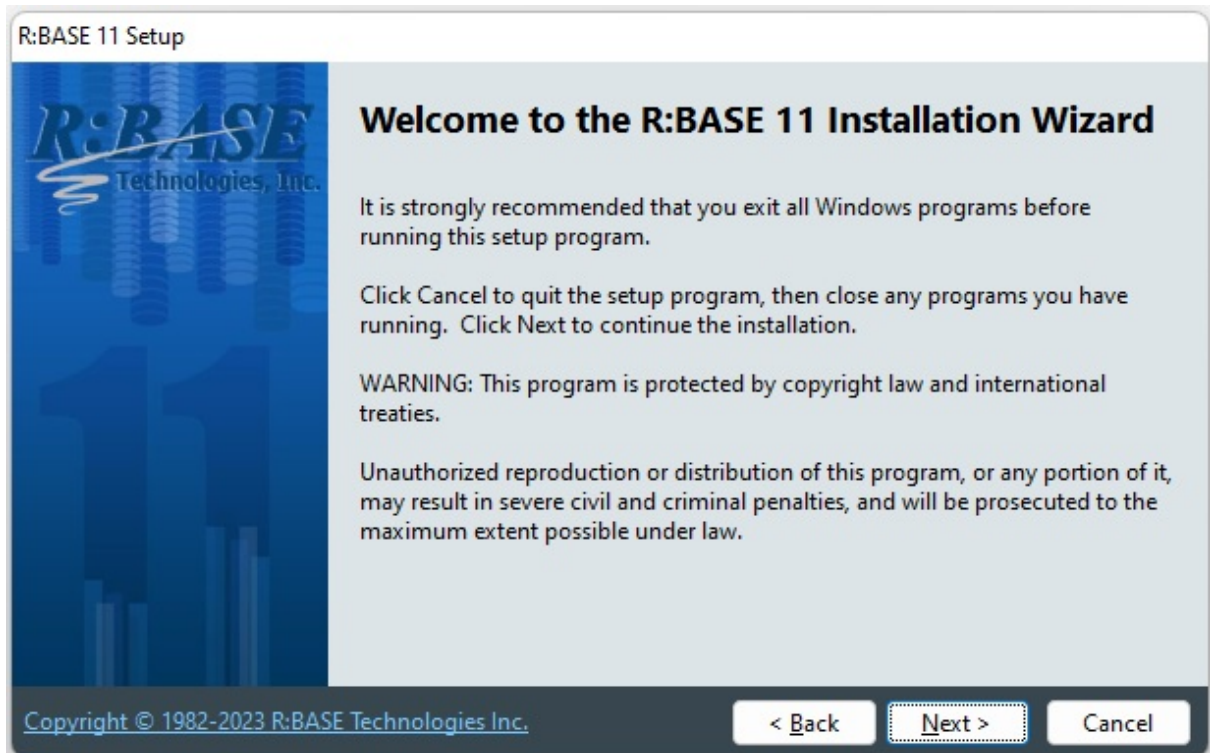 R:BASE 11 Setup
R:BASE
Technologies, Inc.
11
Welcome to the R:BASE 11 Installation Wizard
It is strongly recommended that you exit all Windows programs before
running this setup program.
Click Cancel to quit the setup program, then close any programs you have
running.  Click Next to continue the installation.
WARNING: This program is protected by copyright law and international
treaties.
Unauthorized reproduction or distribution of this program, or any portion of it,
may result in severe civil and criminal penalties, and will be prosecuted to the
maximum extent possible under law.
Copyright © 1982-2023 R:BASE Technologies Inc.
< Back
Next >
Cancel